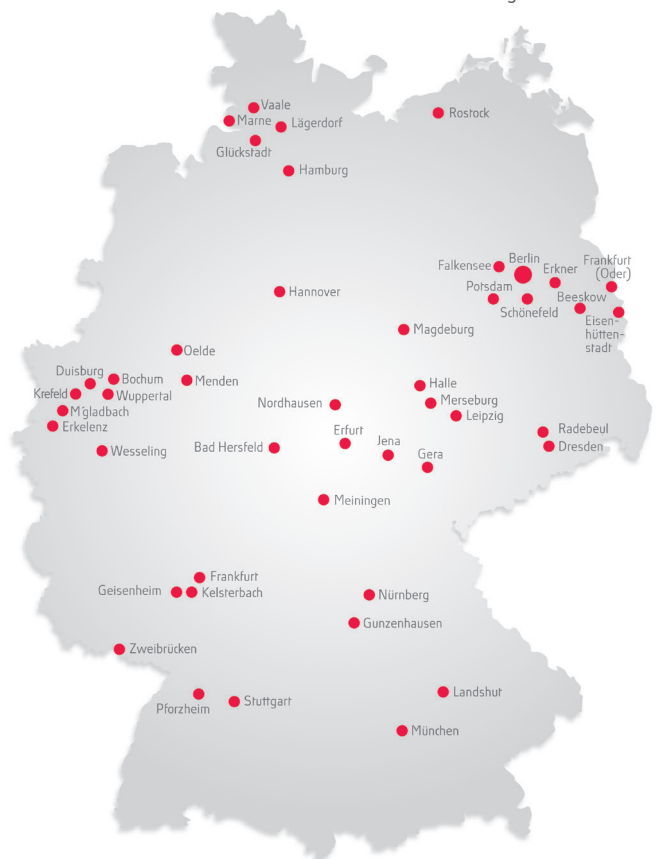 Vaale
Marne
Lägerdorf
Rostock
Glückstadt
Hamburg
Falkensee
Berlin
Erkner
Frankfurt
(Oder)
Potsdam
Schönefeld
Beeskow
Eisen-
hütten-
stadt
Hannover
Magdeburg
Oelde
Duisburg
Bochum
Menden
Krefeld
Wuppertal
M'gladbach
Erkelenz
Wesseling
Halle
Merseburg
Leipzig
Nordhausen
Erfurt
Bad Hersfeld
Jena
Gera
Radebeul
Dresden
Meiningen
Frankfurt
Geisenheim
Kelsterbach
Nürnberg
Gunzenhausen
Zweibrücken
Pforzheim
Stuttgart
Landshut
München